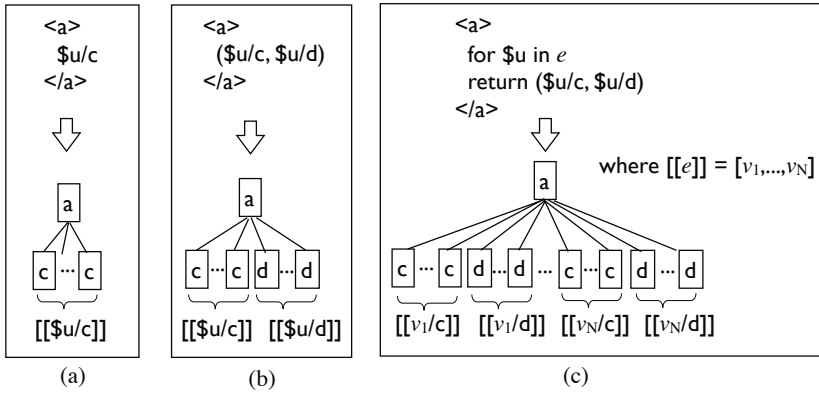 <a>
$u/c
</a>
a
c ... c
[[$u/c]]
(a)
<a>
($u/c, $u/d)
</a>
a
c ... c d ... d
[[$u/c]] [[$u/d]]
(b)
<a>
for $u in e
return ($u/c, $u/d)
</a>
where [[e]] = [v1,...,vN]
a
c ... c d ... d ... c ... c d ... d
[[v1/c]] [[v1/d]] [[vN/c]] [[vN/d]]
(c)